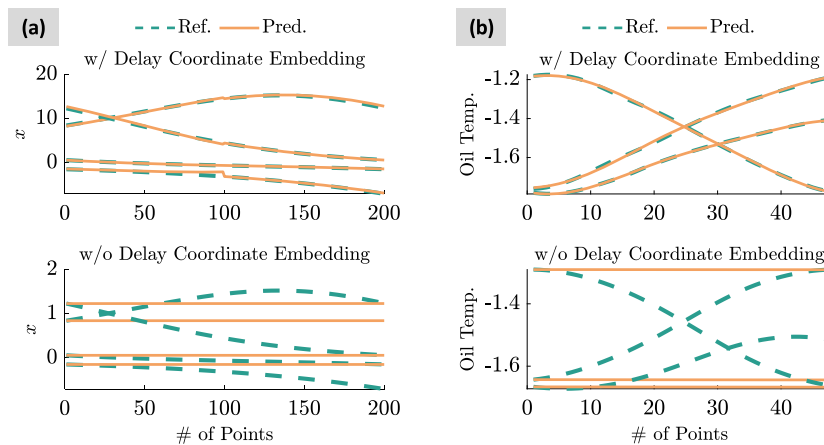 (a)
Ref. Pred.
w/ Delay Coordinate Embedding
20
10
0
x
0 50 100 150 200
w/o Delay Coordinate Embedding
2
1
0
x
0 50 100 150 200
# of Points
(b)
Ref. Pred.
w/ Delay Coordinate Embedding
-1.2
-1.6
Oil Temp.
0 10 20 30 40
w/o Delay Coordinate Embedding
-1.4
-1.6
Oil Temp.
0 10 20 30 40
# of Points